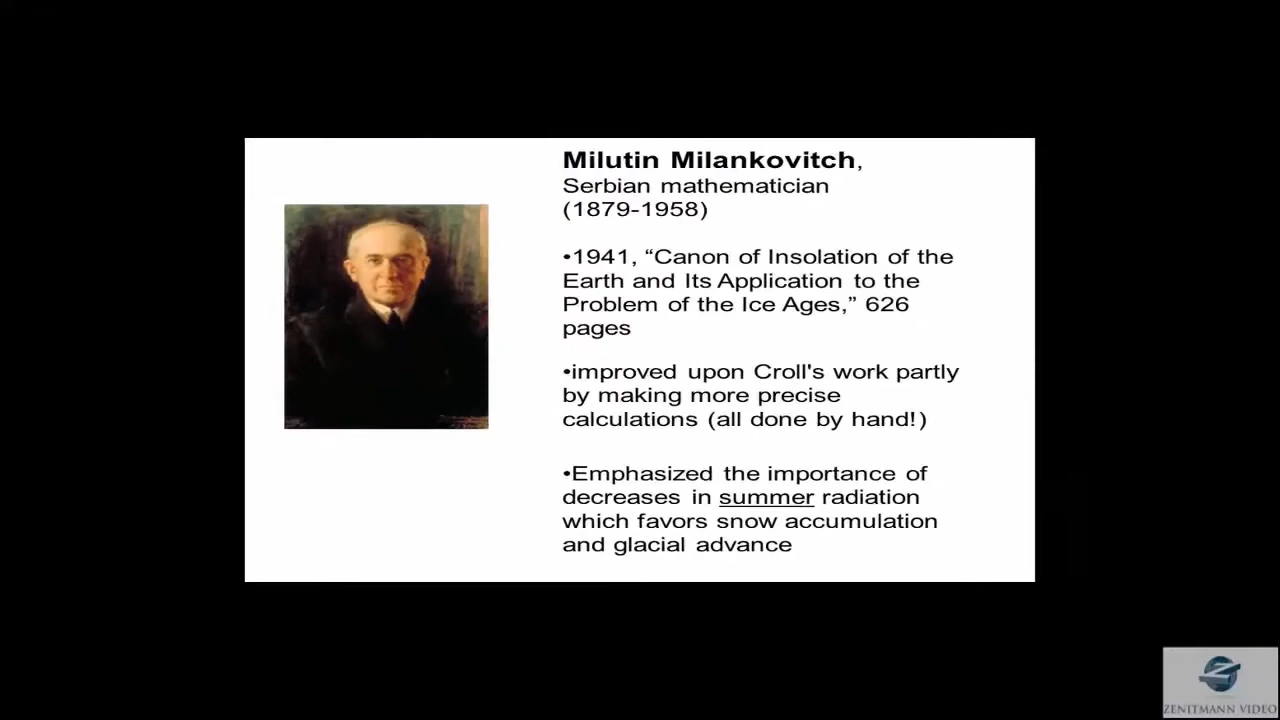 Milutin Milankovitch,
Serbian mathematician
(1879-1958)
•1941, “Canon of Insolation of the
Earth and Its Application to the
Problem of the Ice Ages,” 626
pages
•improved upon Croll's work partly
by making more precise
calculations (all done by hand!)
•Emphasized the importance of
decreases in summer radiation
which favors snow accumulation
and glacial advance
ZENITMANN VIDEO